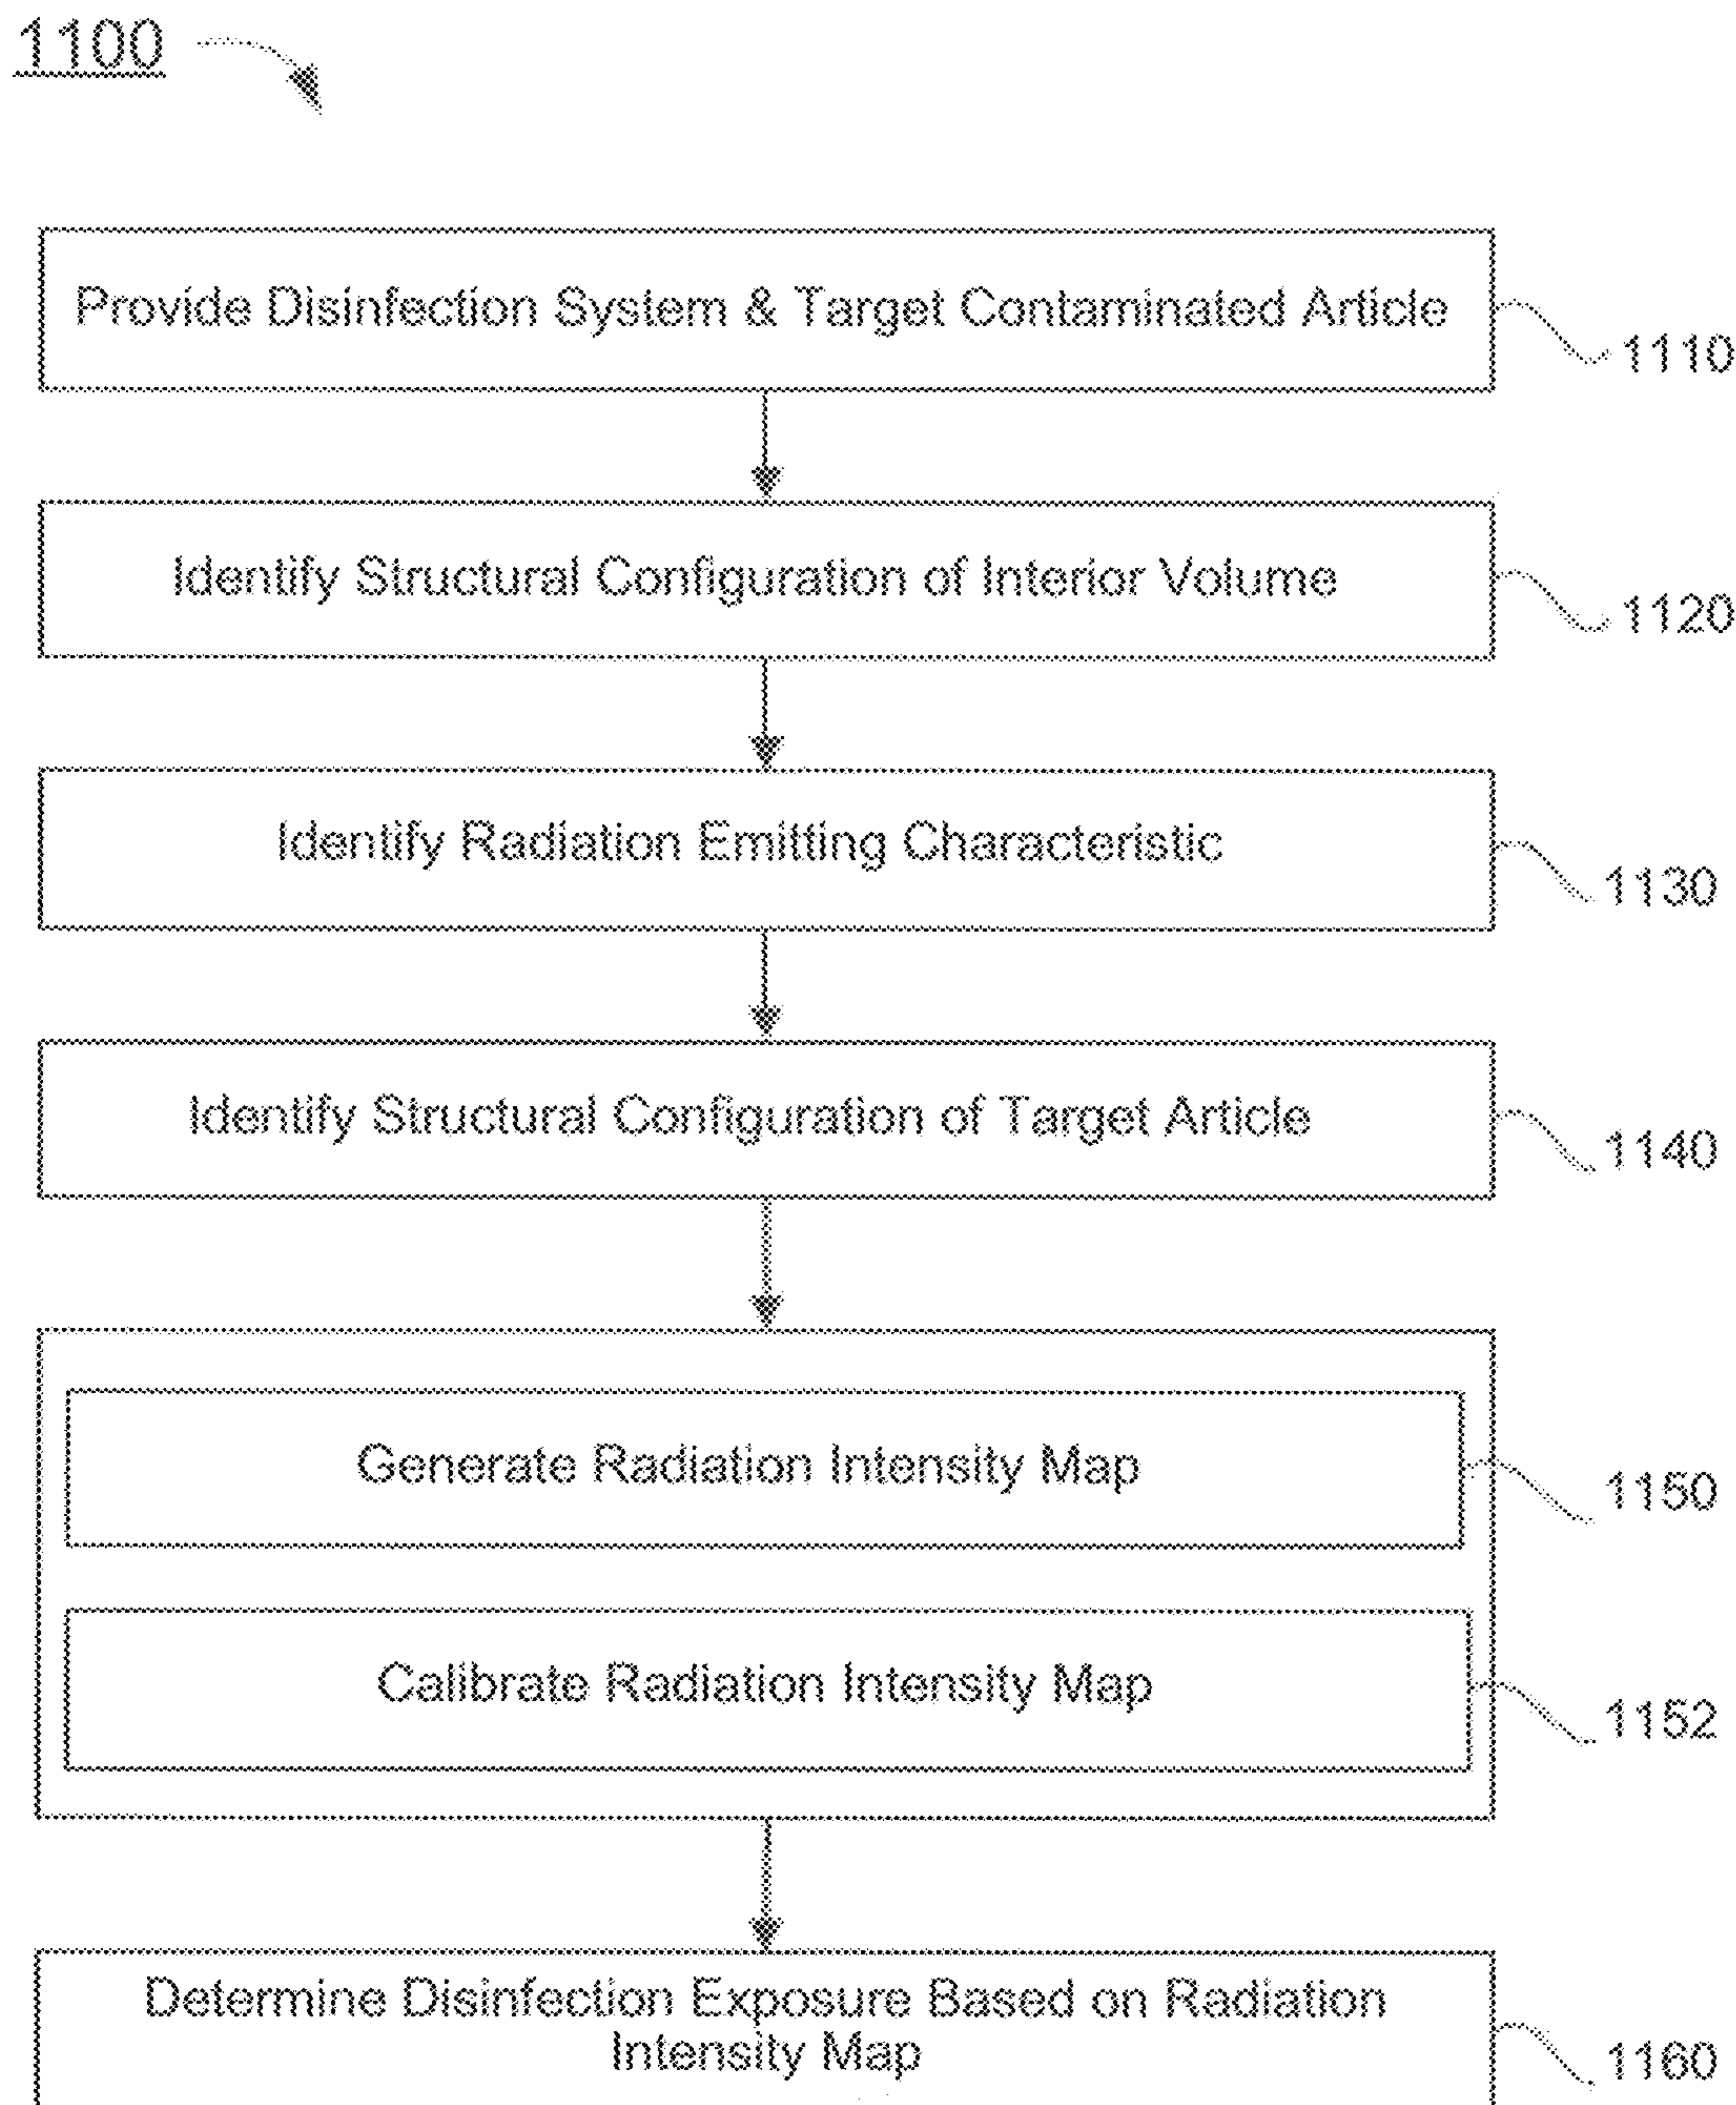 1100
Provide Disinfection System & Target Contaminated Article
1110
Identify Structural Configuration of Interior Volume
1120
Identify Radiation Emitting Characteristic
1130
Identify Structural Configuration of Target Article
1140
Generate Radiation Intensity Map
1150
Calibrate Radiation Intensity Map
1152
Determine Disinfection Exposure Based on Radiation
Intensity Map
1160